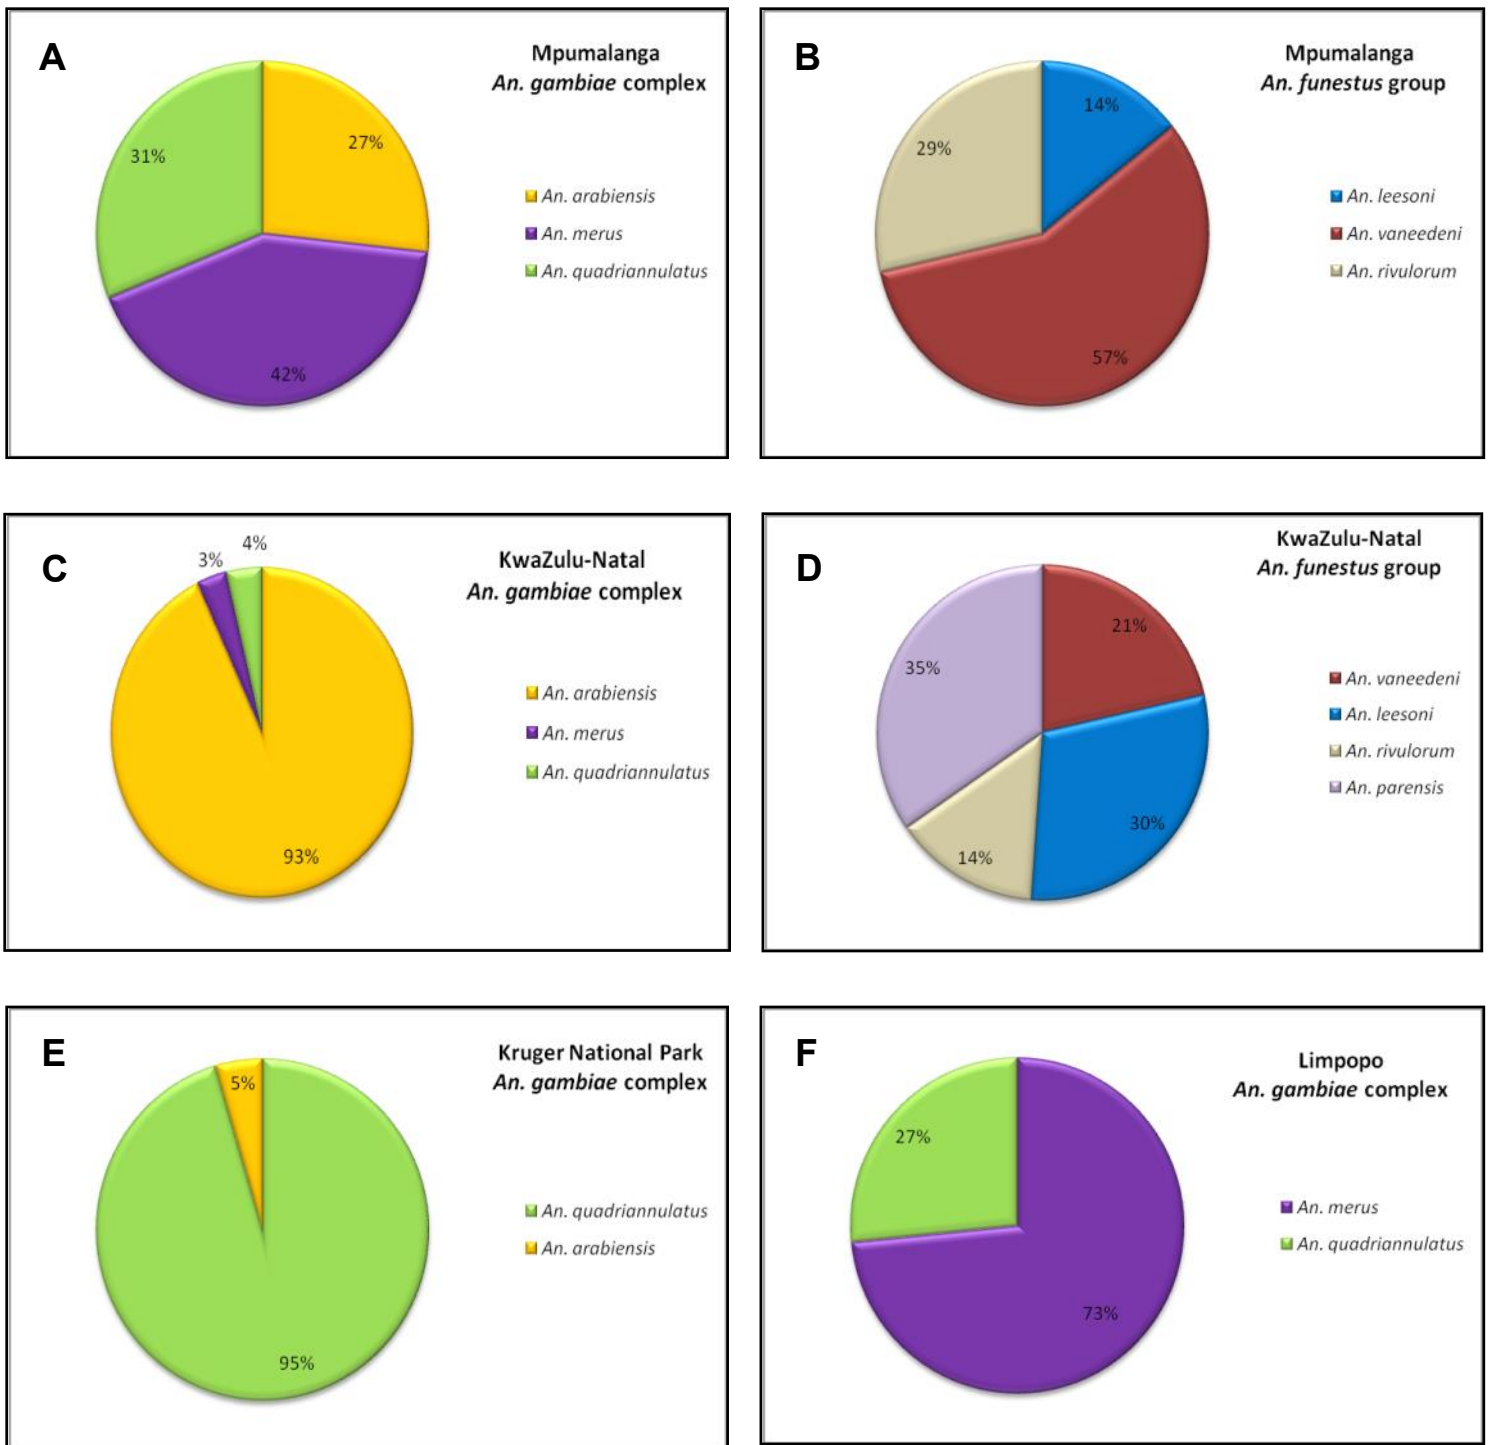 A
Mpumalanga
An. gambiae complex
27%
31%
42%
An. arabiensis
An. merus
An. quadriannulatus
B
Mpumalanga
An. funestus group
14%
29%
57%
An. leesoni
An. vaneedeni
An. rivulorum
C
KwaZulu-Natal
An. gambiae complex
4%
3%
93%
An. arabiensis
An. merus
An. quadriannulatus
D
KwaZulu-Natal
An. funestus group
21%
35%
30%
14%
An. vaneedeni
An. leesoni
An. rivulorum
An. parensis
E
Kruger National Park
An. gambiae complex
5%
95%
An. quadriannulatus
An. arabiensis
F
Limpopo
An. gambiae complex
27%
73%
An. merus
An. quadriannulatus